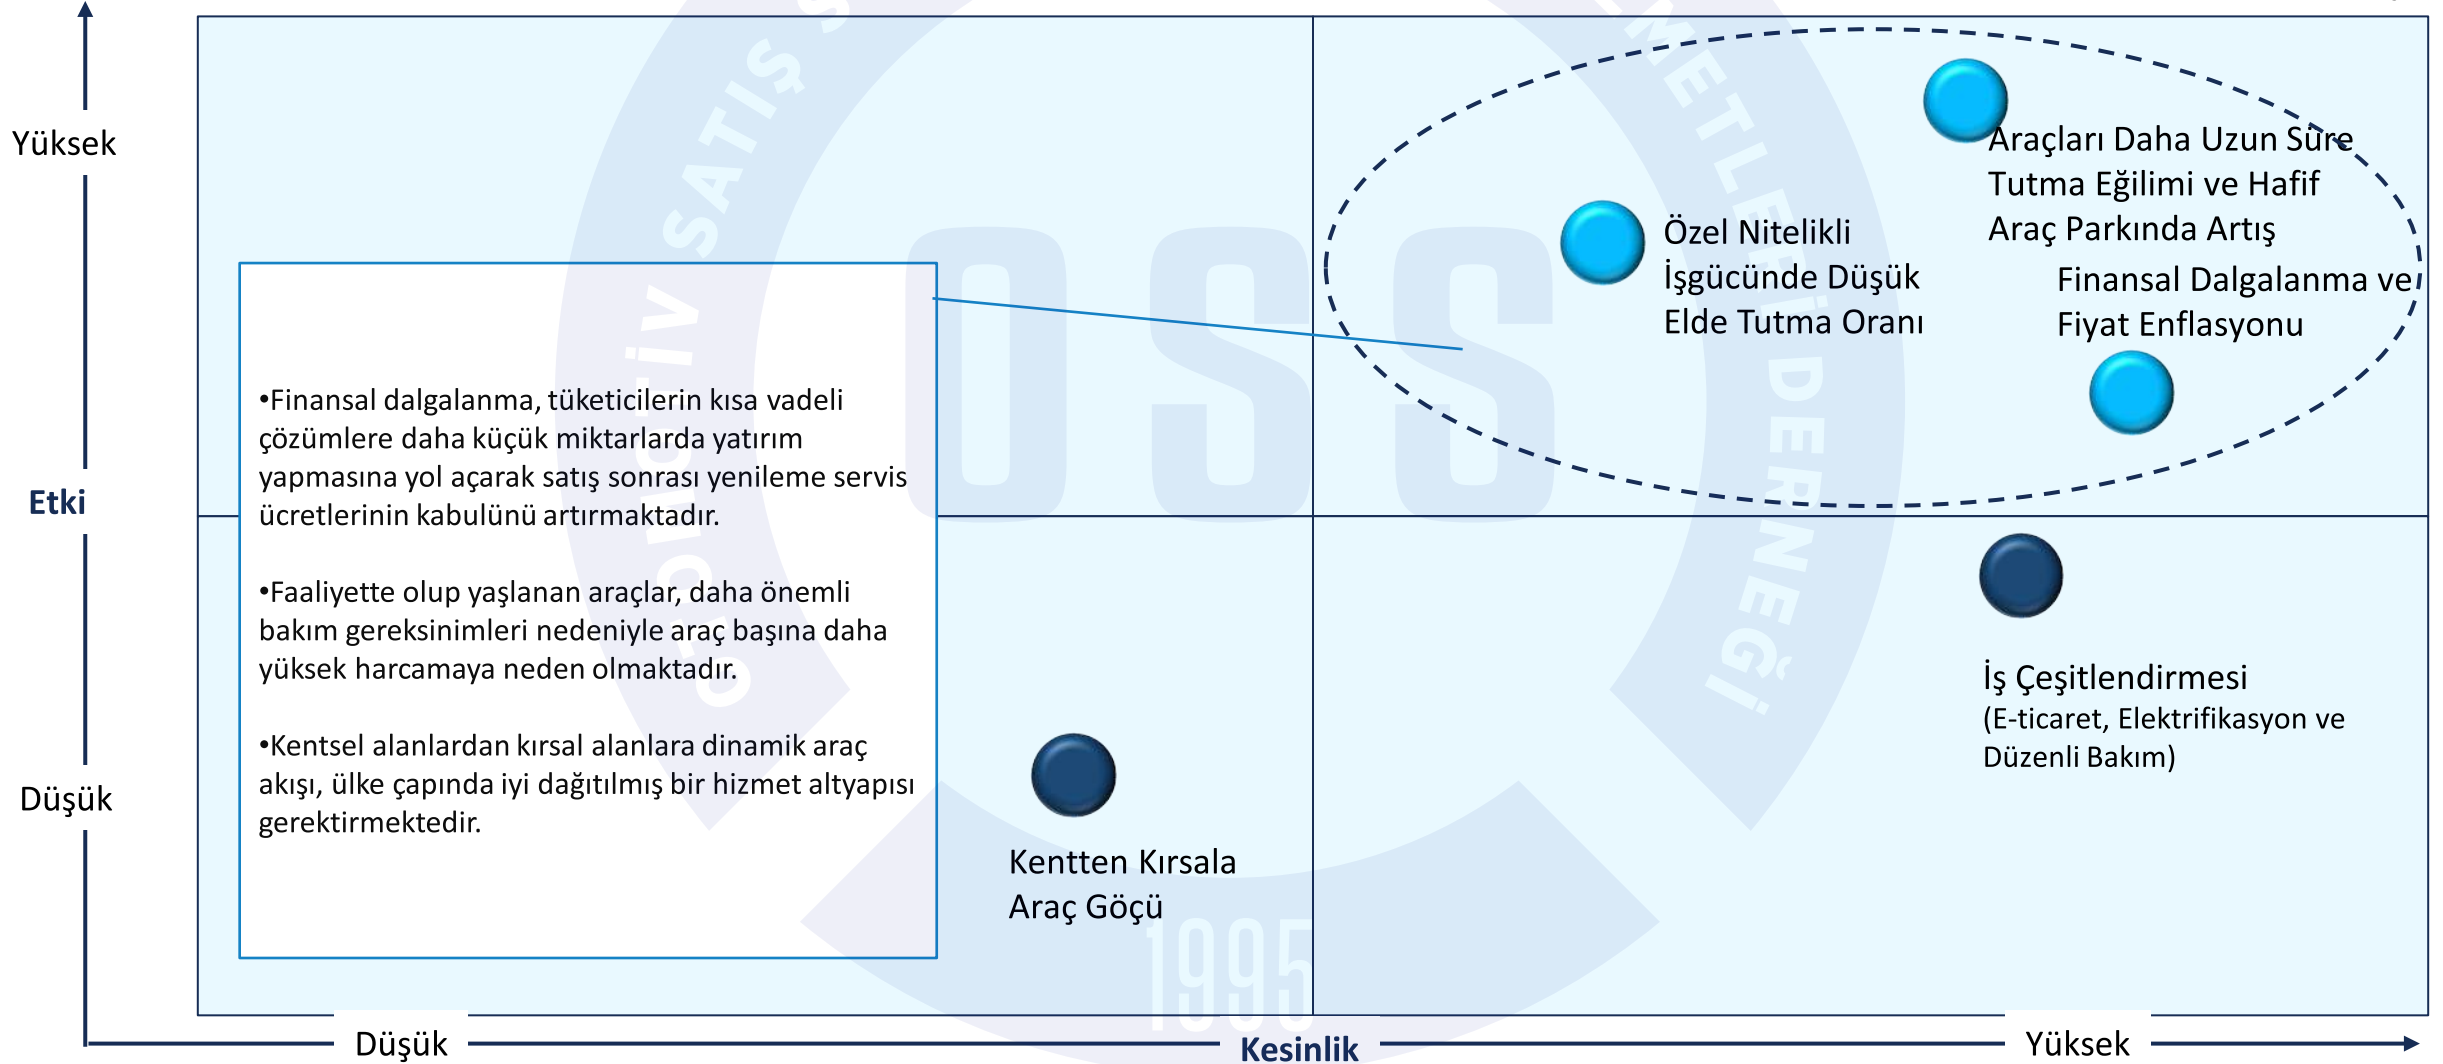 Yüksek
Etki
Düşük
Araçları Daha Uzun Süre
Tutma Eğilimi ve Hafif
Araç Parkında Artış
Özel Nitelikli
İşgücünde Düşük
Elde Tutma Oranı
Finansal Dalgalanma ve
Fiyat Enflasyonu
•Finansal dalgalanma, tüketicilerin kısa vadeli
çözümlere daha küçük miktarlarda yatırım
yapmasına yol açarak satış sonrası yenileme servis
ücretlerinin kabulünü artırmaktadır.
•Faaliyette olup yaşlanan araçlar, daha önemli
bakım gereksinimleri nedeniyle araç başına daha
yüksek harcamaya neden olmaktadır.
•Kentsel alanlardan kırsal alanlara dinamik araç
akışı, ülke çapında iyi dağıtılmış bir hizmet altyapısı
gerektirmektedir.
İş Çeşitlendirmesi
(E-ticaret, Elektrifikasyon ve
Düzenli Bakım)
Kentten Kırsala
Araç Göçü
Düşük
Kesinlik
Yüksek
OSS
SATIŞ
DERNEĞİ
1995